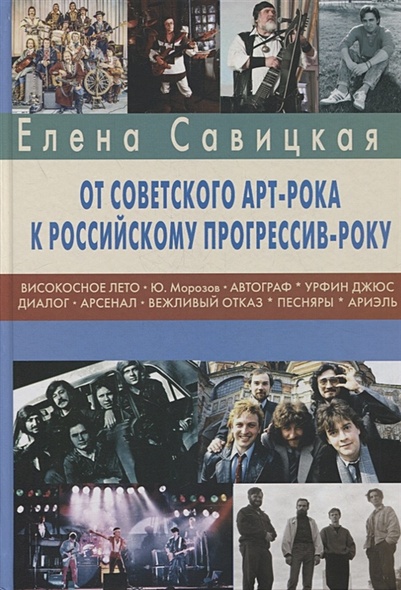 Елена Савицкая
ОТ СОВЕТСКОГО АРТ-РОКА
К РОССИЙСКОМУ ПРОГРЕССИВ-РОКУ
ВИСОКОСНОЕ ЛЕТО • Ю. Морозов • АВТОГРАФ * УРФИН ДЖЮС
ДИАЛОГ • АРСЕНАЛ • ВЕЖЛИВЫЙ ОТКАЗ * ПЕСНЯРЫ * АРИЭЛЬ